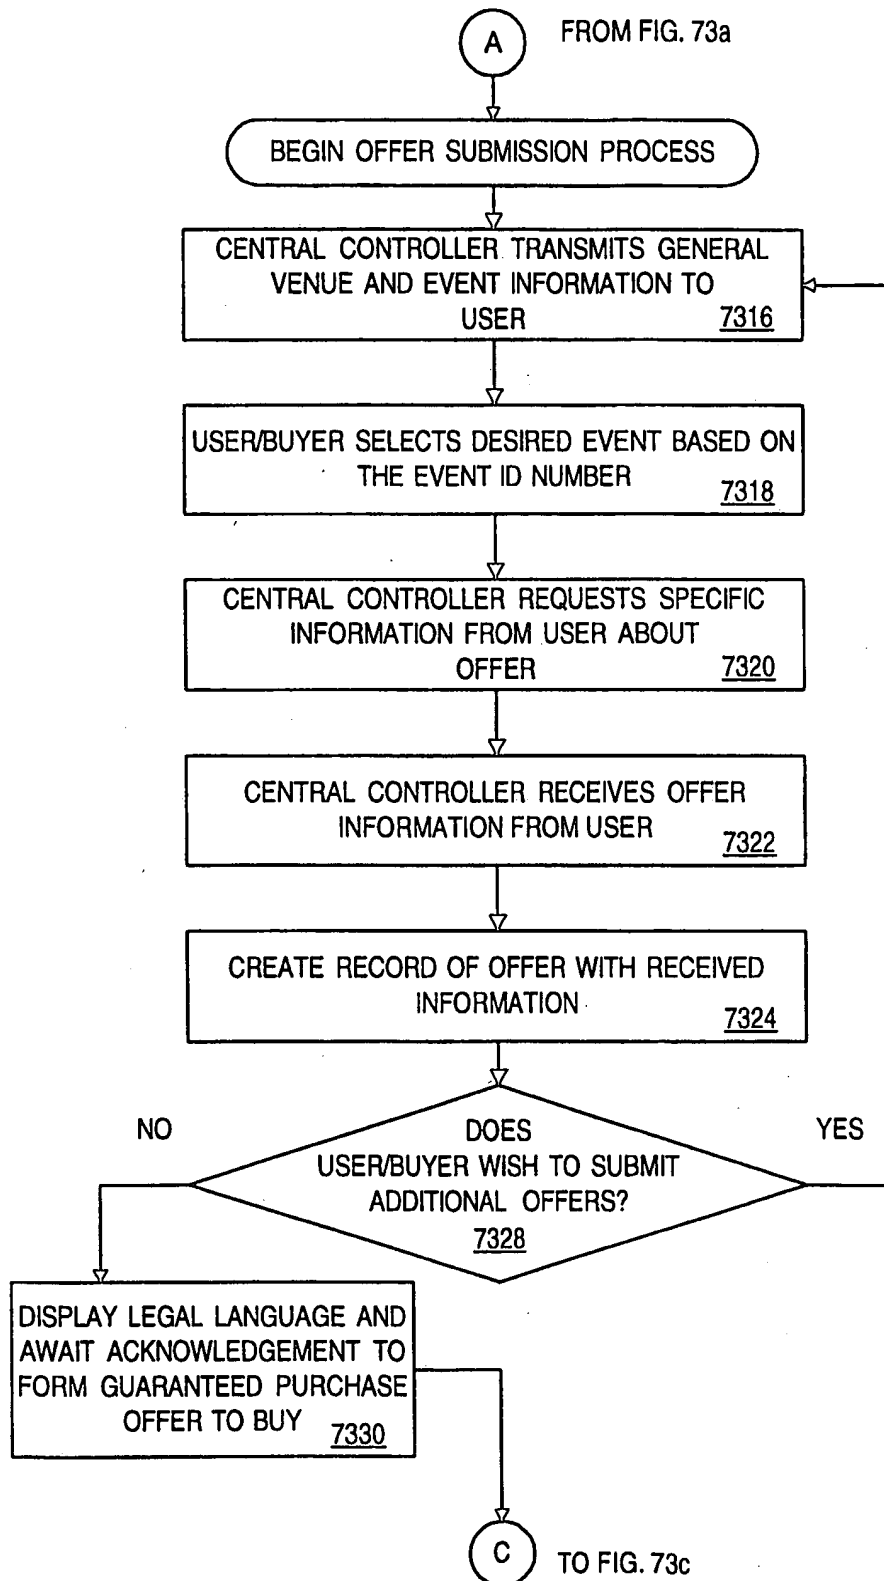 A
FROM FIG. 73a
BEGIN OFFER SUBMISSION PROCESS
CENTRAL CONTROLLER TRANSMITS GENERAL
VENUE AND EVENT INFORMATION TO
USER
7316
USER/BUYER SELECTS DESIRED EVENT BASED ON
THE EVENT ID NUMBER
7318
CENTRAL CONTROLLER REQUESTS SPECIFIC
INFORMATION FROM USER ABOUT
OFFER
7320
CENTRAL CONTROLLER RECEIVES OFFER
INFORMATION FROM USER
7322
CREATE RECORD OF OFFER WITH RECEIVED
INFORMATION
7324
NO
YES
DOES
USER/BUYER WISH TO SUBMIT
ADDITIONAL OFFERS?
7328
DISPLAY LEGAL LANGUAGE AND
AWAIT ACKNOWLEDGEMENT TO
FORM GUARANTEED PURCHASE
OFFER TO BUY
7330
C
TO FIG. 73c